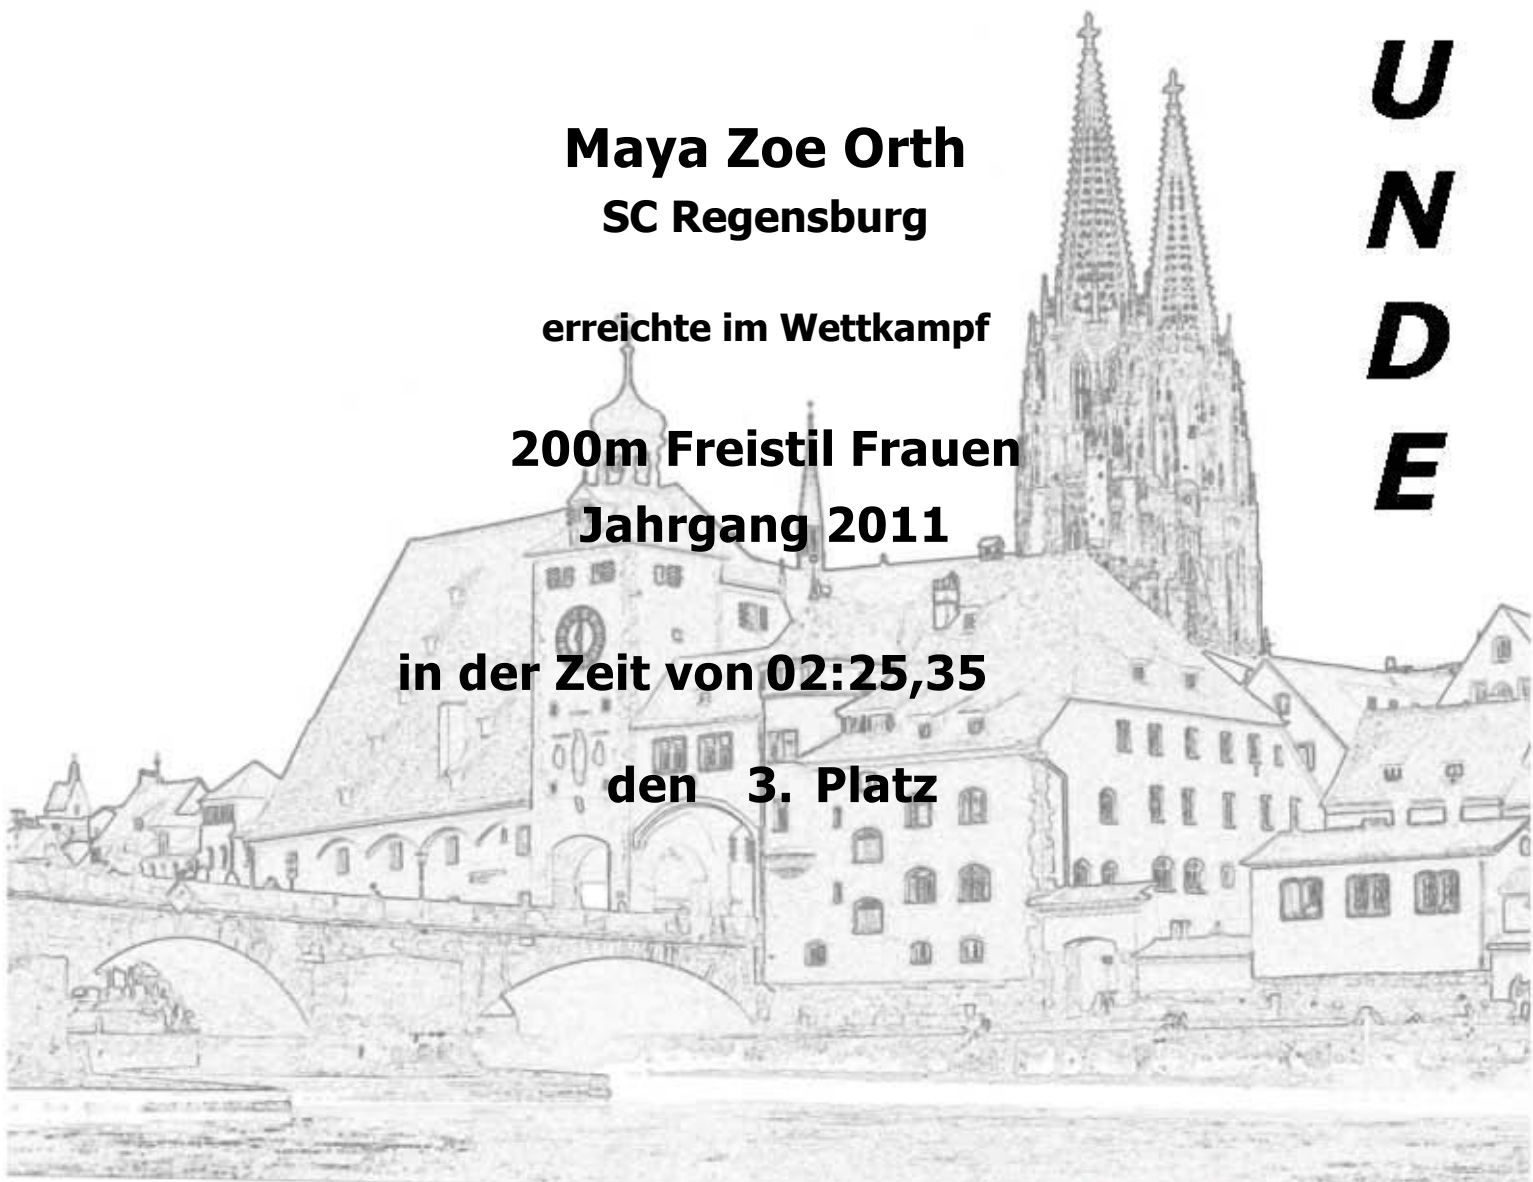 Maya Zoe Orth
SC Regensburg
erreichte im Wettkampf
200m Freistil Frauen
Jahrgang 2011
in der Zeit von 02:25,35
den 3. Platz
U
N
D
E